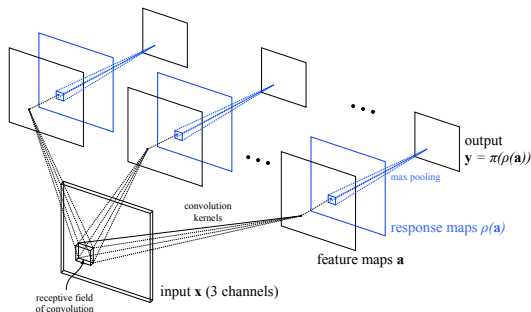 output
y = π(ρ(a))
max pooling
convolution
kernels
response maps ρ(a)
feature maps a
receptive field
of convolution
input x (3 channels)